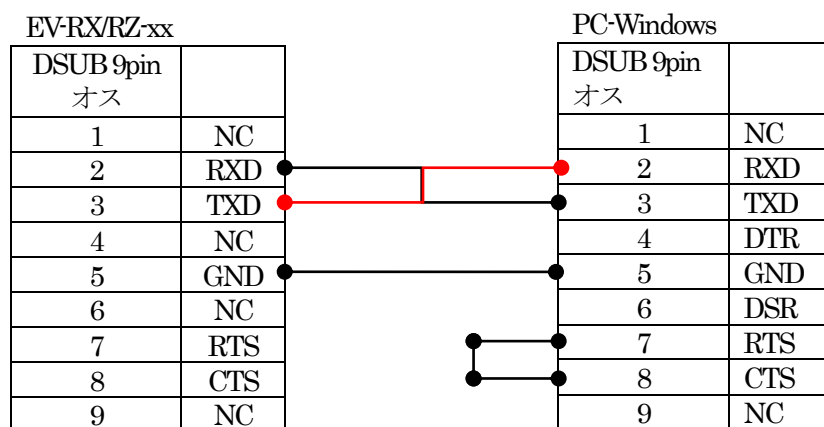 EV-RX/RZ-xx
DSUB 9pin
オス
1 NC
2 RXD
3 TXD
4 NC
5 GND
6 NC
7 RTS
8 CTS
9 NC
PC-Windows
DSUB 9pin
オス
1 NC
2 RXD
3 TXD
4 DTR
5 GND
6 DSR
7 RTS
8 CTS
9 NC